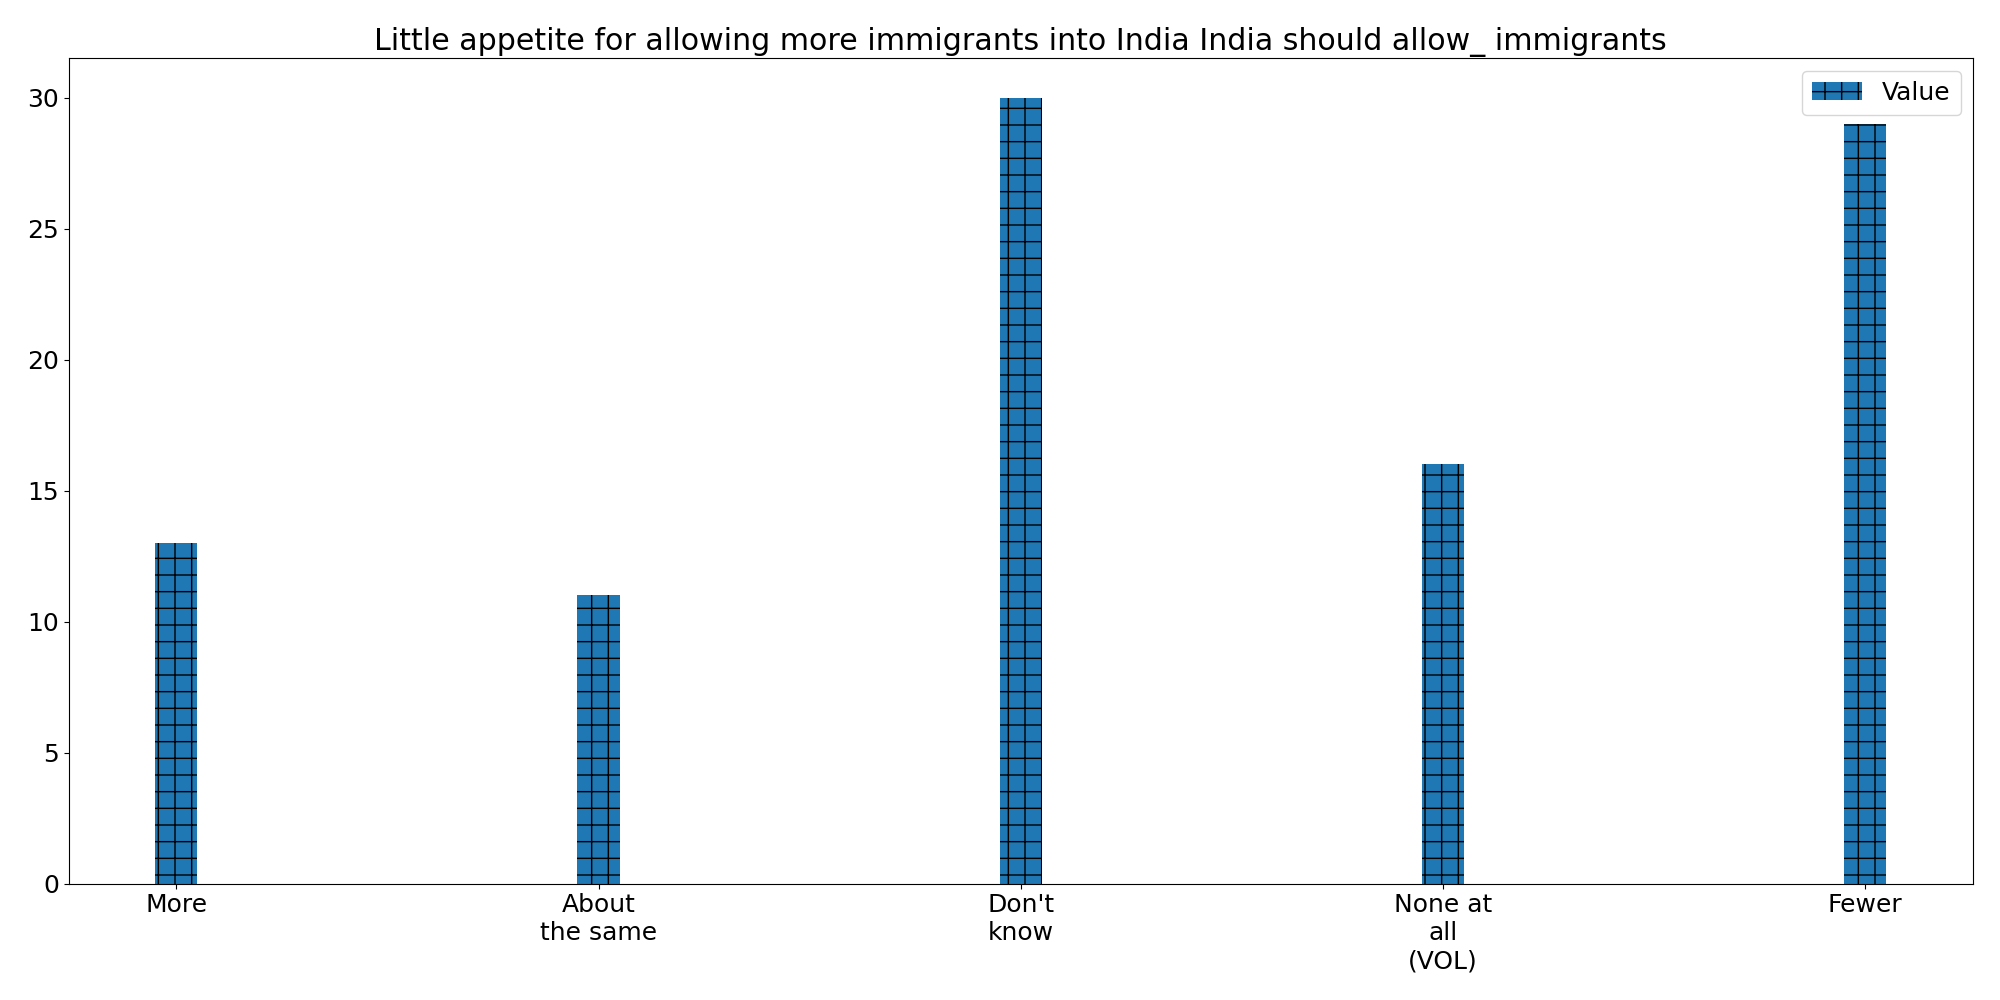 Little appetite for allowing more immigrants into India India should allow_ immigrants
Value
30
25
20
15
10
5
0
More
About
the same
Don't
know
None at
all
(VOL)
Fewer